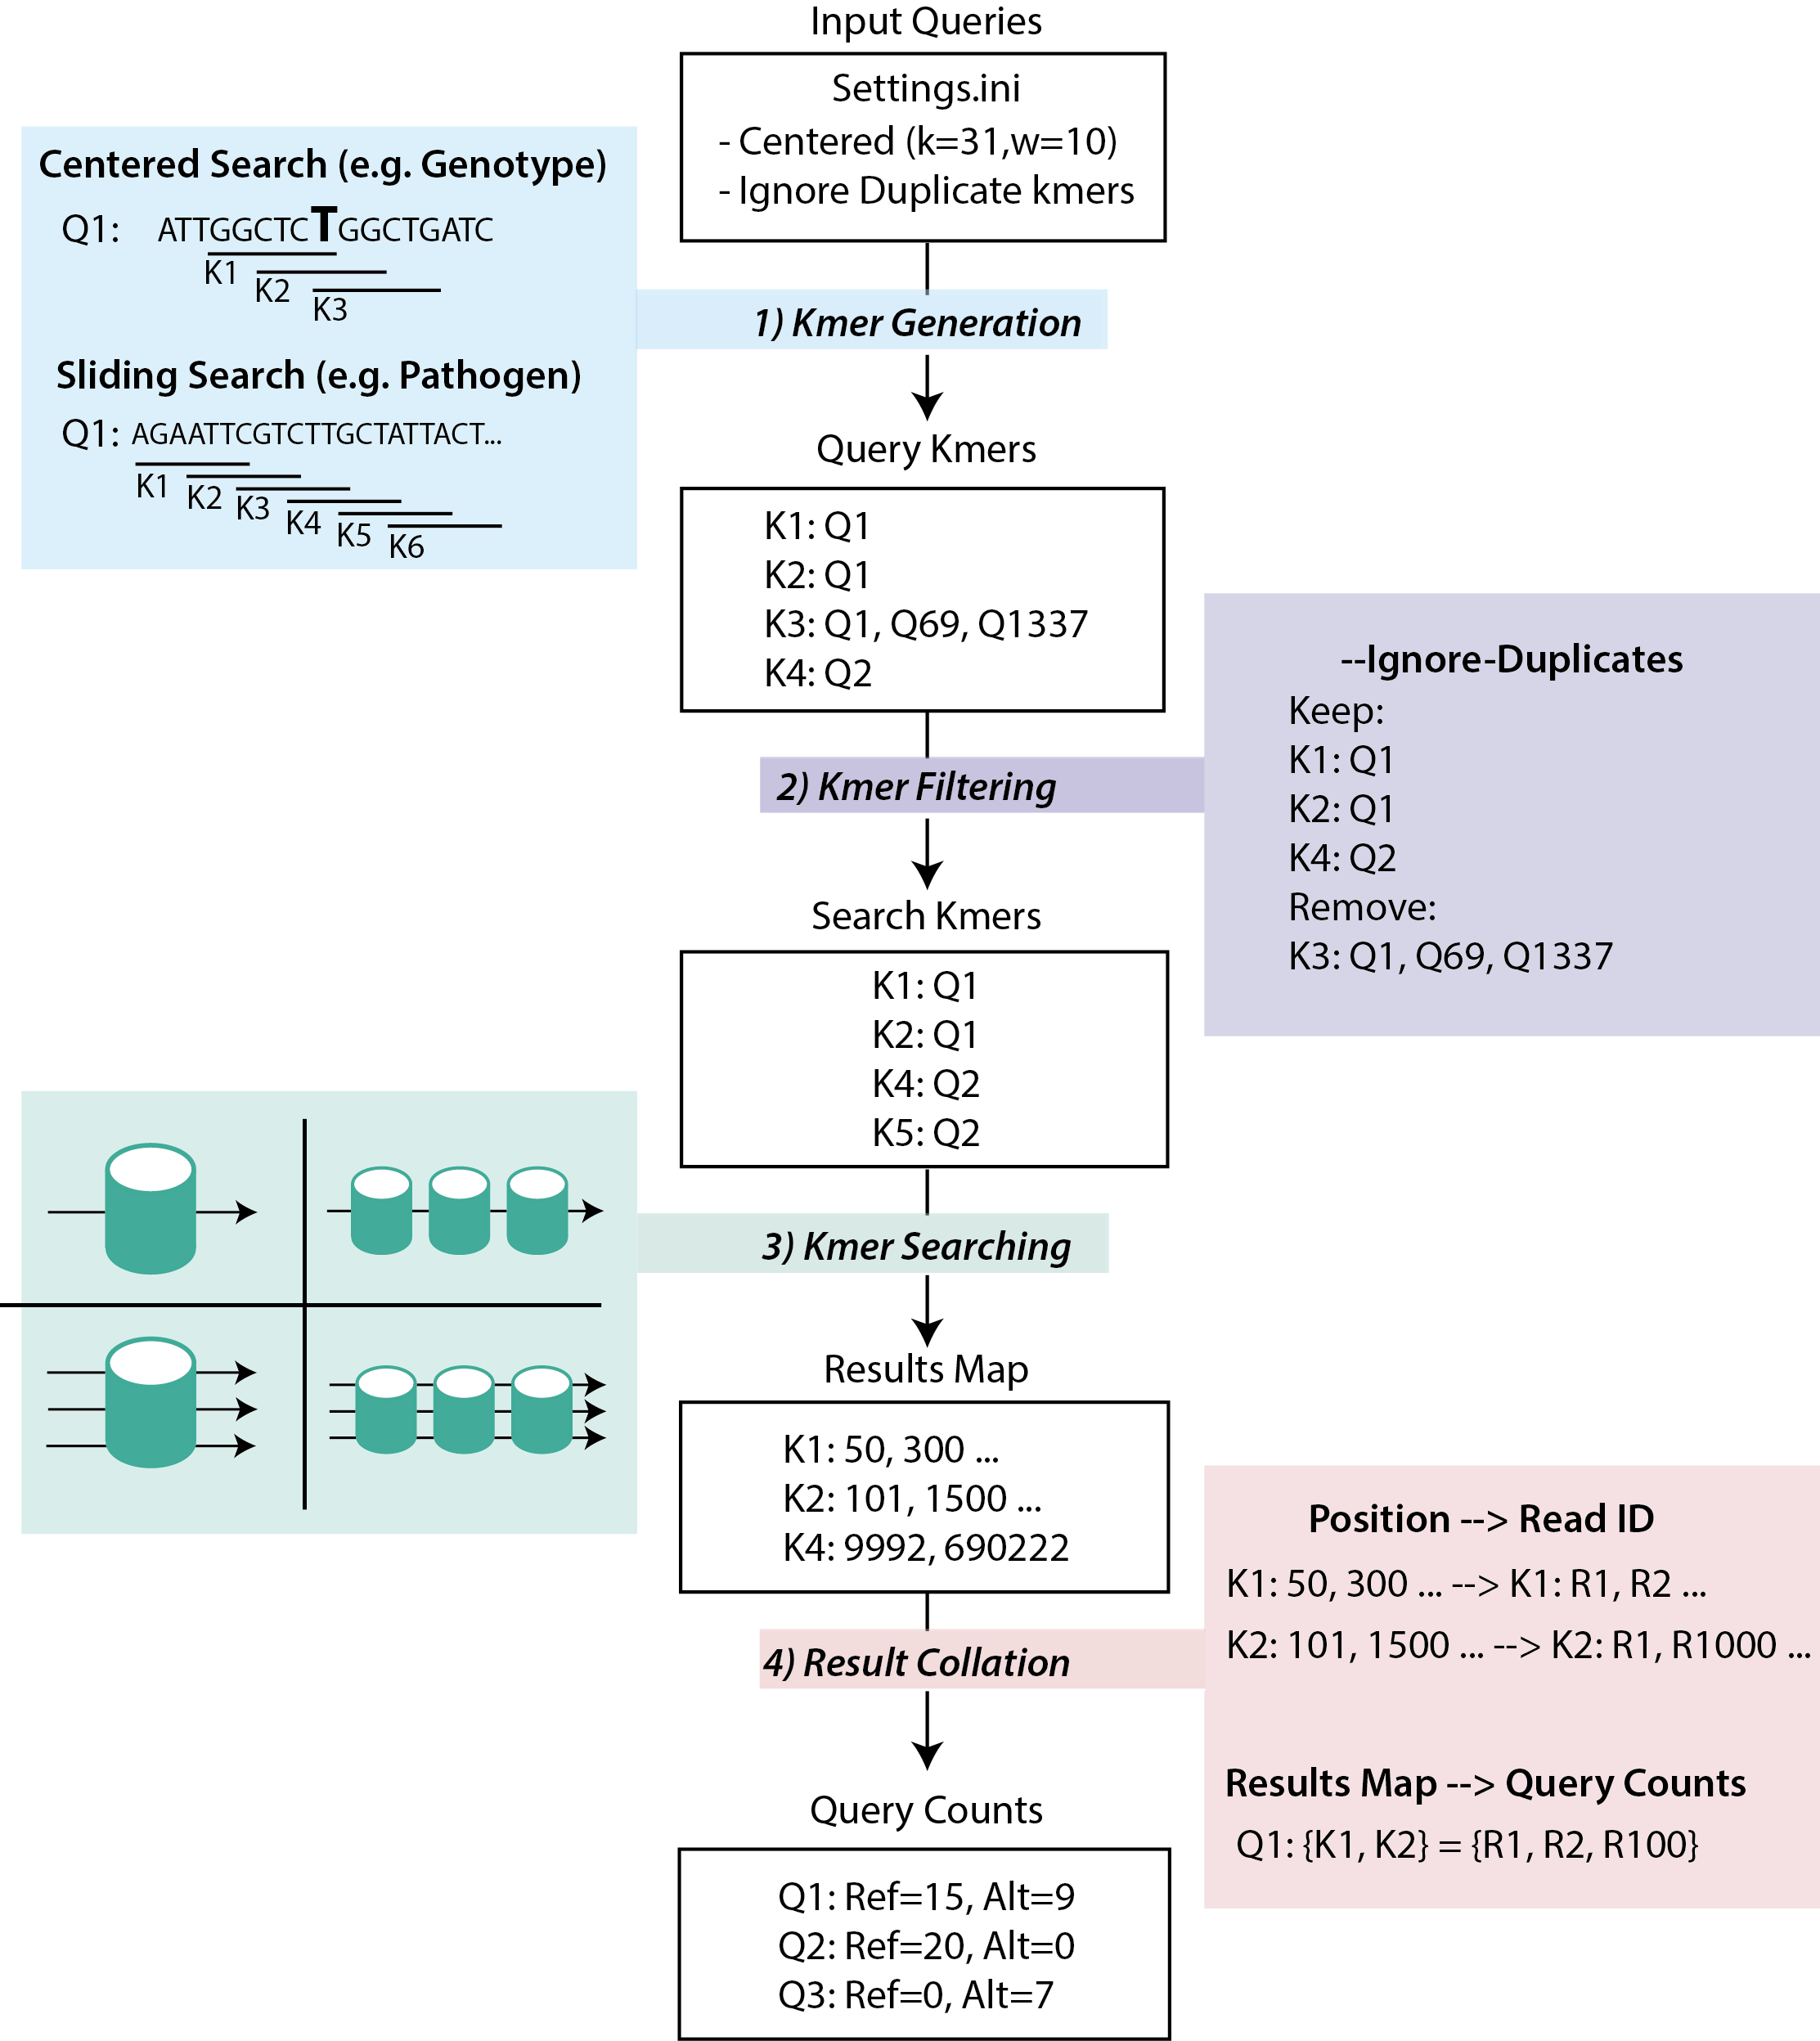 Input Queries
Settings.ini
- Centered (k=31,w=10)
- Ignore Duplicate kmers
Centered Search (e.g. Genotype)
Q1: ATTGGCTCTGGCTGATC
K1
K2
K3
Sliding Search (e.g. Pathogen)
Q1: AGAATTCGTCTTGCTATTACT...
K1
K2
K3
K4
K5
K6
1) Kmer Generation
Query Kmers
K1: Q1
K2: Q1
K3: Q1, Q69, Q1337
K4: Q2
2) Kmer Filtering
--Ignore-Duplicates
Keep:
K1: Q1
K2: Q1
K4: Q2
Remove:
K3: Q1, Q69, Q1337
Search Kmers
K1: Q1
K2: Q1
K4: Q2
K5: Q2
3) Kmer Searching
Results Map
K1: 50, 300 ...
K2: 101, 1500 ...
K4: 9992, 690222
4) Result Collation
Position --> Read ID
K1: 50, 300 ... --> K1: R1, R2 ...
K2: 101, 1500 ... --> K2: R1, R1000 ...
Results Map --> Query Counts
Q1: {K1, K2} = {R1, R2, R100}
Query Counts
Q1: Ref=15, Alt=9
Q2: Ref=20, Alt=0
Q3: Ref=0, Alt=7